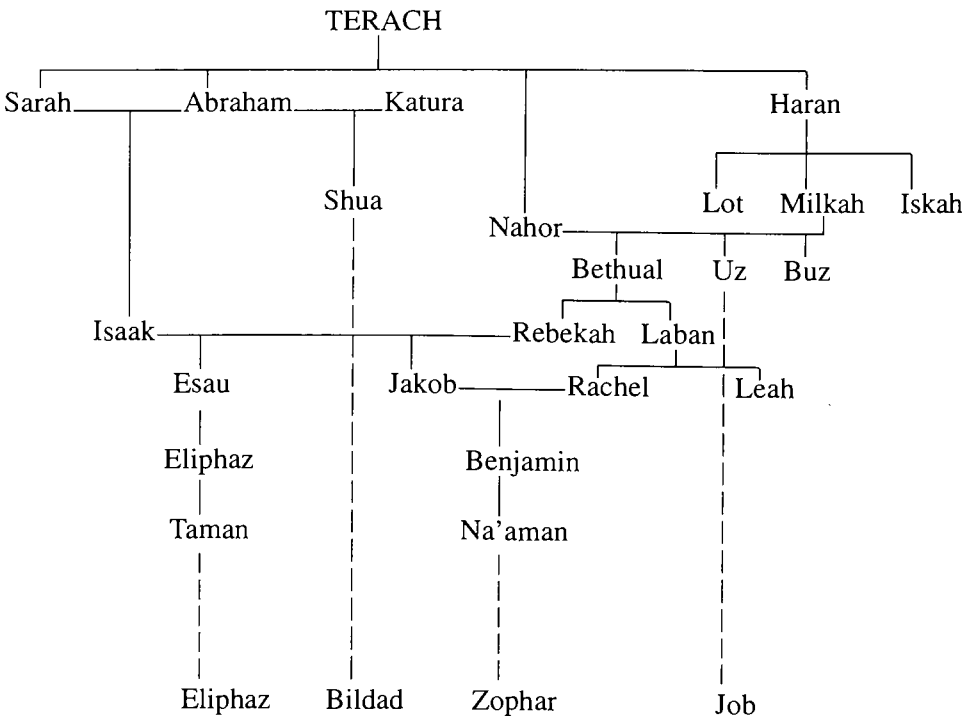 TERACH
Sarah Abraham Katura Haran
Shua Lot Milkah Iskah
Nahor
Bethual Uz Buz
Isaak Rebekah Laban
Esau Jakob Rachel Leah
Eliphaz Benjamin
Taman Na'aman
Eliphaz Bildad Zophar Job